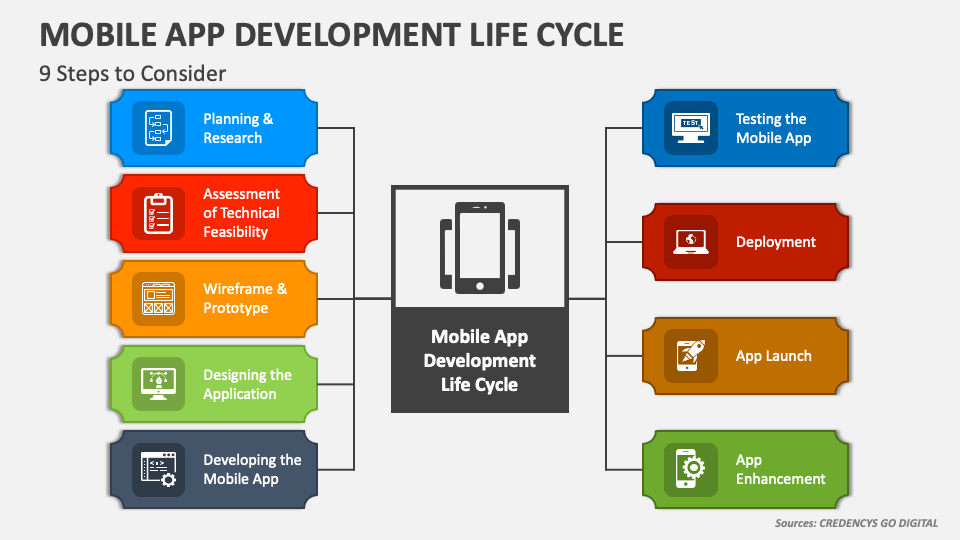 MOBILE APP DEVELOPMENT LIFE CYCLE
9 Steps to Consider
Planning &
Research
Assessment
of Technical
Feasibility
Wireframe &
Prototype
Designing the
Application
Developing the
Mobile App
Mobile App
Development
Life Cycle
TEST
Testing the
Mobile App
Deployment
App Launch
App
Enhancement
Sources: CREDENCYS GO DIGITAL